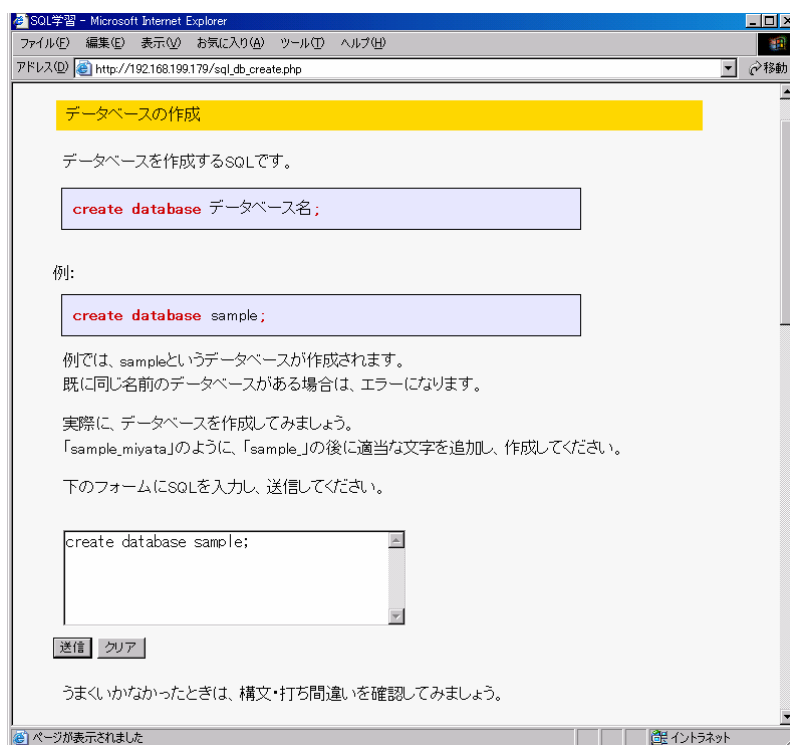 SQL学習 - Microsoft Internet Explorer
ファイル(F) 編集(E) 表示(V) お気に入り(A) ツール(T) ヘルプ(H)
アドレス(D) http://192.168.199.179/sql_db_create.php 移動
データベースの作成
データベースを作成するSQLです。
create database データベース名;
例:
create database sample;
例では、sampleというデータベースが作成されます。
既に同じ名前のデータベースがある場合は、エラーになります。
実際に、データベースを作成してみましょう。
「sample_miyata」のように、「sample_」の後に適当な文字を追加し、作成してください。
下のフォームにSQLを入力し、送信してください。
create database sample;
送信 クリア
うまくいかなかったときは、構文・打ち間違いを確認してみましょう。
ページが表示されました イントラネット